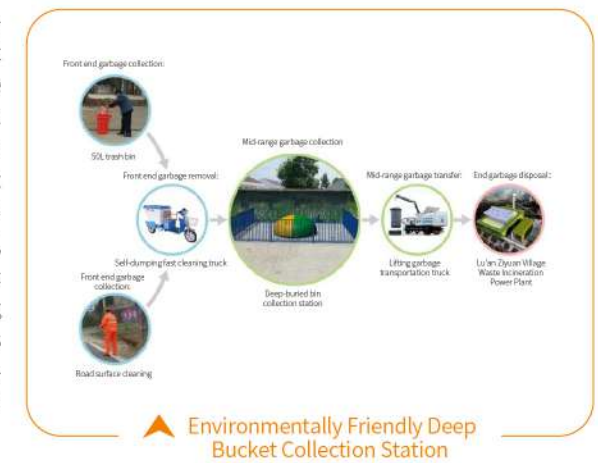 Front end garbage collection:
50L trash bin
Front end garbage removal:
Self-dumping fast cleaning truck
Front end garbage
collection:
Road surface cleaning
Mid-range garbage collection
Deep-buried bin
collection station
Mid-range garbage transfer:
Lifting garbage
transportation truck
End garbage disposal::
Lu'an Ziyuan Village
Waste Incineration
Power Plant
Environmentally Friendly Deep
Bucket Collection Station